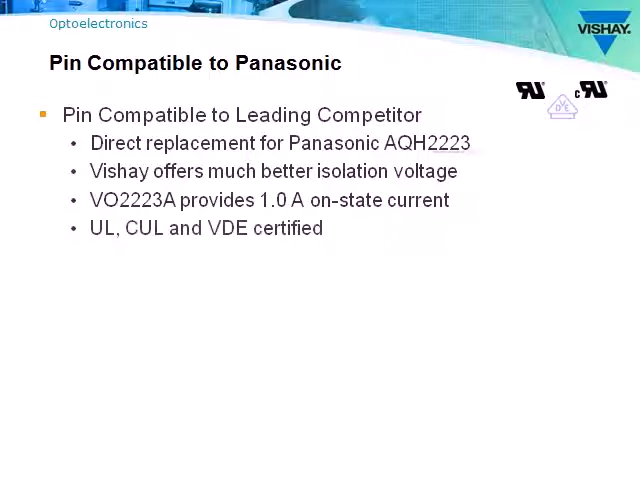 Optoelectronics
VISHAY.
Pin Compatible to Panasonic
Pin Compatible to Leading Competitor
• Direct replacement for Panasonic AQH2223
• Vishay offers much better isolation voltage
• VO2223A provides 1.0 A on-state current
• UL, CUL and VDE certified